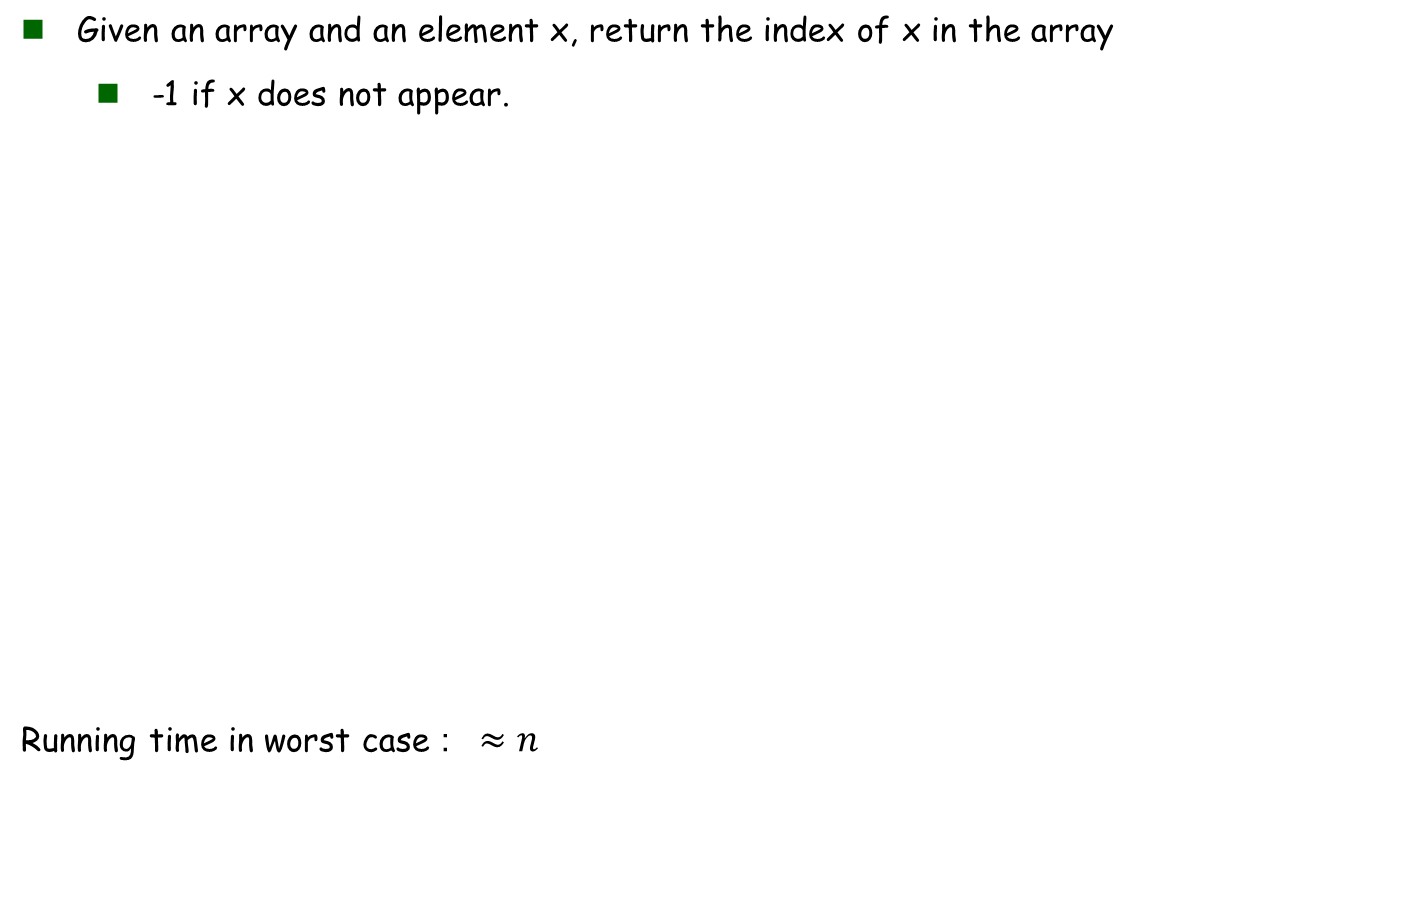 Given an array and an element x, return the index of x in the array
-1 if x does not appear.
Running time in worst case : ≈ n